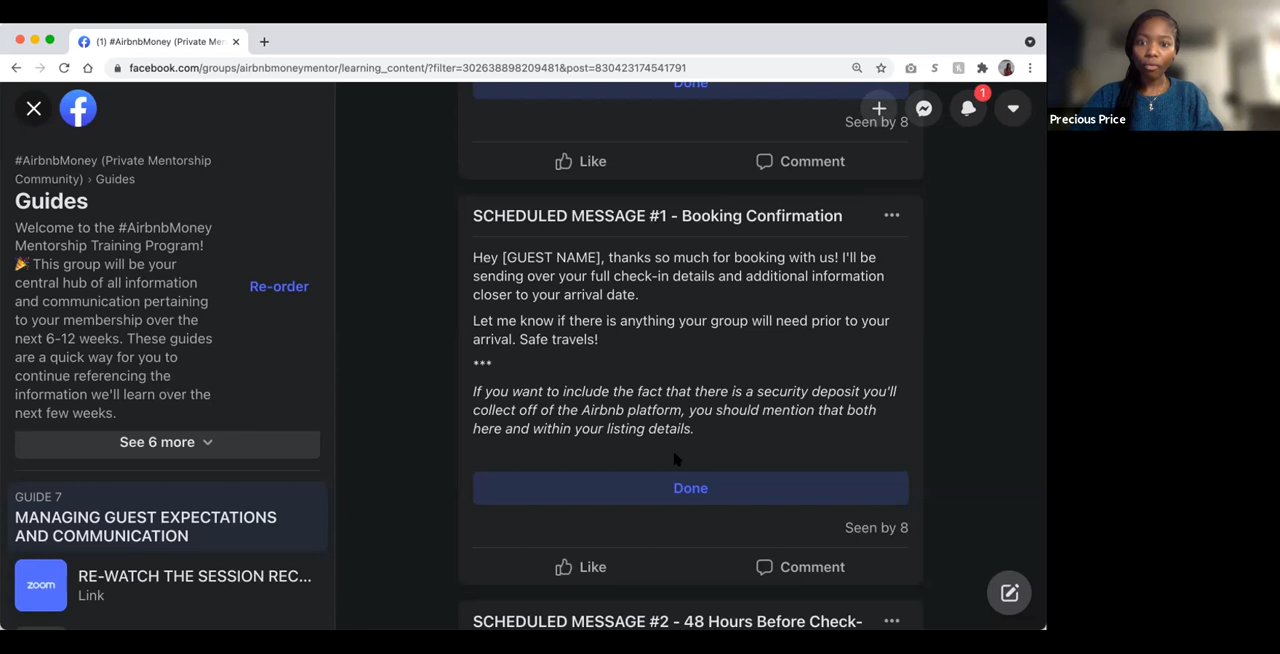 (1) #AirbnbMoney (Private Mer
facebook.com/groups/airbnbmoneymentor/learning_content/?filter=302638898209481&post=830423174541791
Precious Price
#AirbnbMoney (Private Mentorship
Community) › Guides
Guides
Welcome to the #AirbnbMoney
Mentorship Training Program!
🎉 This group will be your
central hub of all information
and communication pertaining
to your membership over the
next 6-12 weeks. These guides
are a quick way for you to
continue referencing the
information we'll learn over the
next few weeks.
Re-order
See 6 more
GUIDE 7
MANAGING GUEST EXPECTATIONS
AND COMMUNICATION
zoom
RE-WATCH THE SESSION REC...
Link
Done
1
Seen by 8
Like
Comment
SCHEDULED MESSAGE #1 - Booking Confirmation
Hey [GUEST NAME], thanks so much for booking with us! I'll be
sending over your full check-in details and additional information
closer to your arrival date.
Let me know if there is anything your group will need prior to your
arrival. Safe travels!
***
If you want to include the fact that there is a security deposit you'll
collect off of the Airbnb platform, you should mention that both
here and within your listing details.
Done
Seen by 8
Like
Comment
SCHEDULED MESSAGE #2 - 48 Hours Before Check-